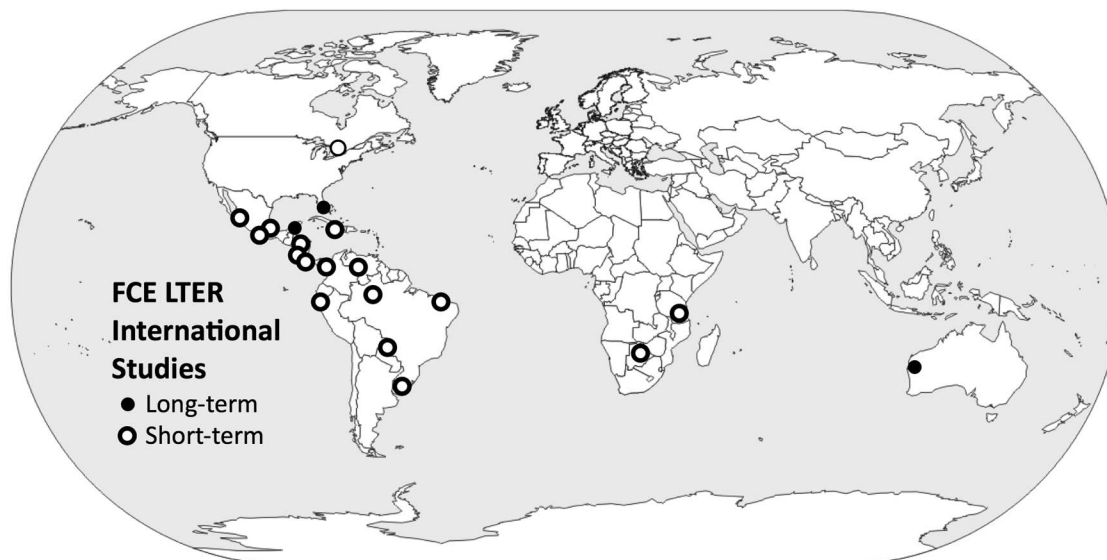 FCE LTER
International
Studies
Long-term
Short-term